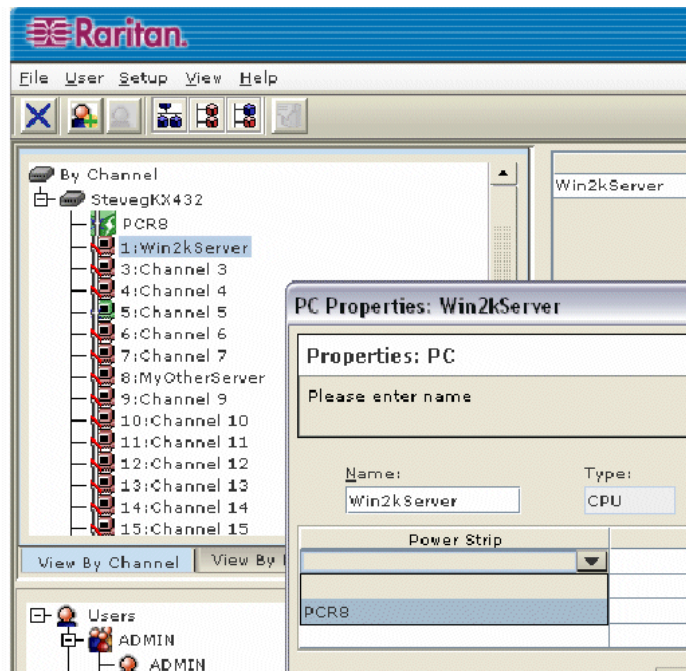 Raritan.
File User Setup View Help
By Channel
StevegKX432
PCR8
1:Win2kServer
3:Channel 3
4:Channel 4
5:Channel 5
6:Channel 6
7:Channel 7
8:MyOtherServer
9:Channel 9
10:Channel 10
11:Channel 11
12:Channel 12
13:Channel 13
14:Channel 14
15:Channel 15
View By Channel
View By
Users
ADMIN
ADMIN
Win2kServer
PC Properties: Win2kServer
Properties: PC
Please enter name
Name:
Type:
Win2kServer
CPU
Power Strip
PCR8